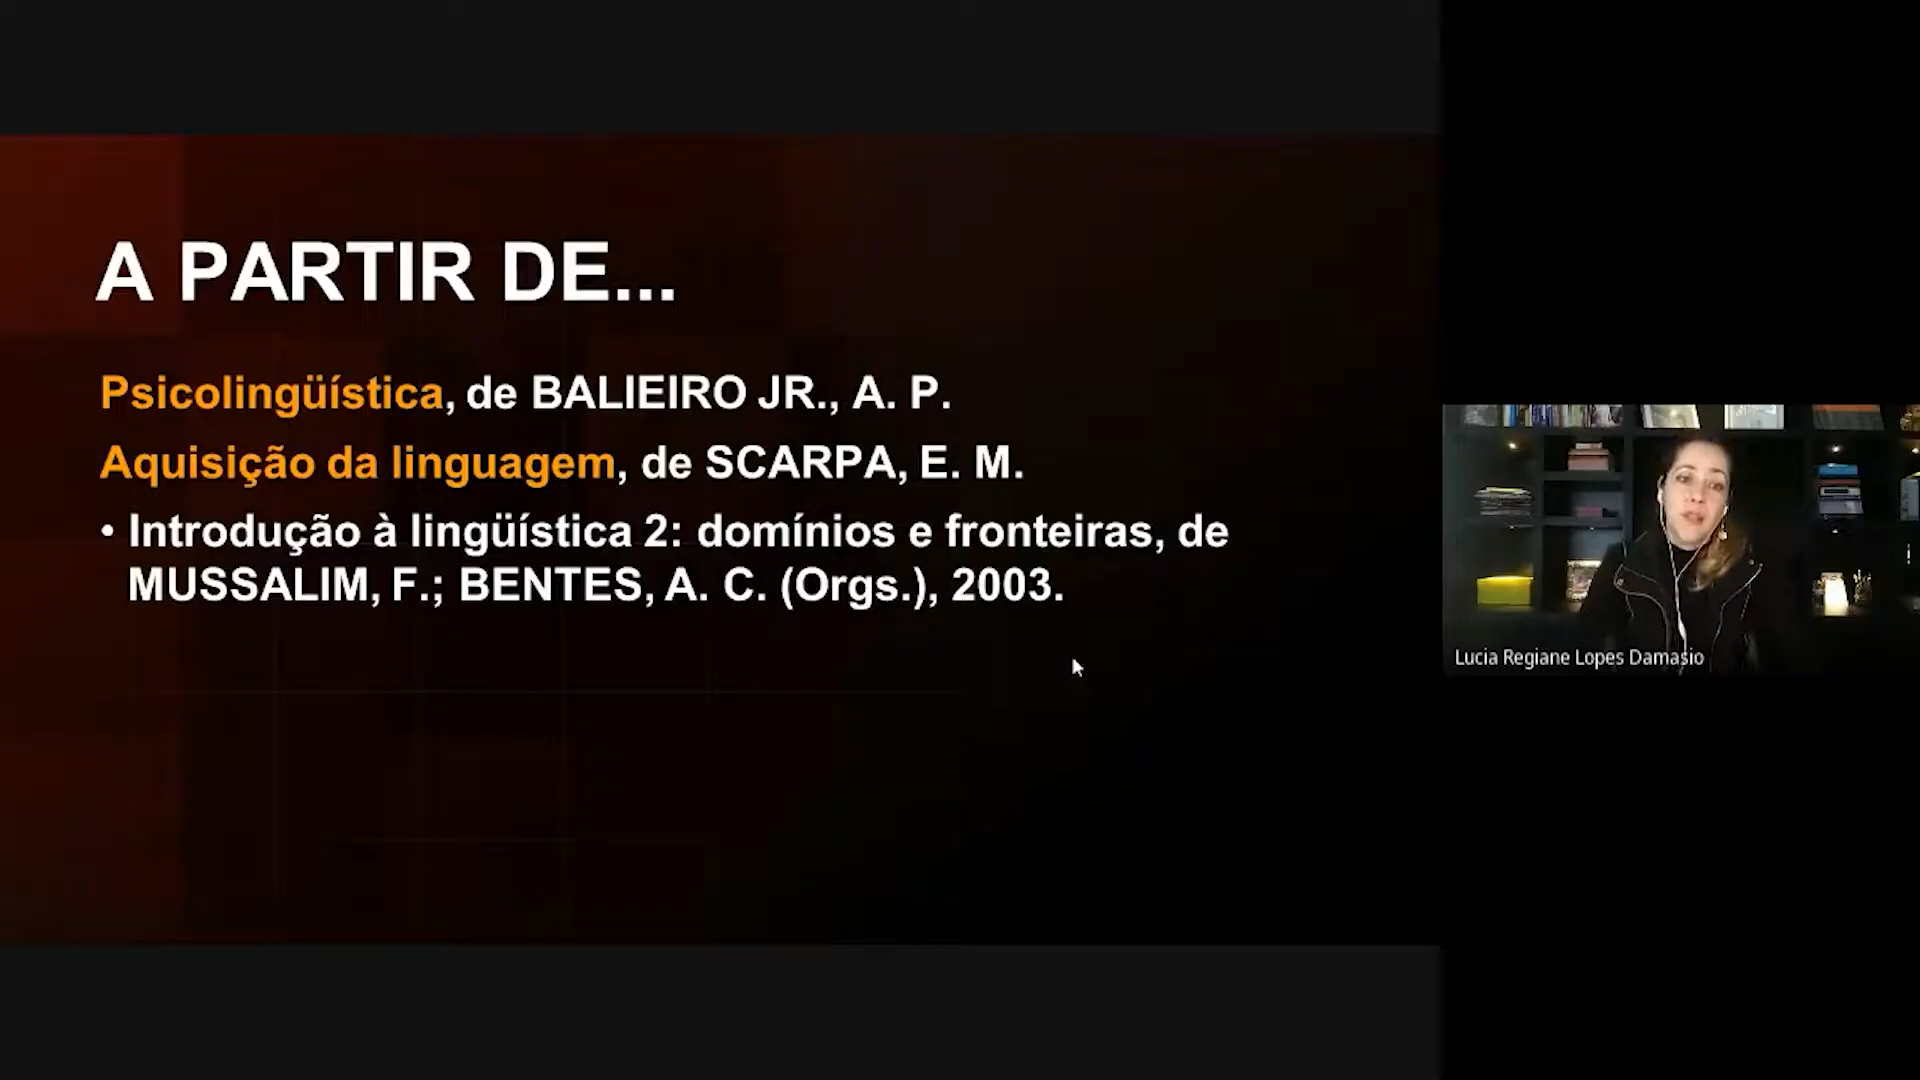 A PARTIR DE...
Psicolingüística, de BALIEIRO JR., A. P.
Aquisição da linguagem, de SCARPA, E. M.
• Introdução à lingüística 2: domínios e fronteiras, de
MUSSALIM, F.; BENTES, A. C. (Orgs.), 2003.
Lucia Regiane Lopes Damasio